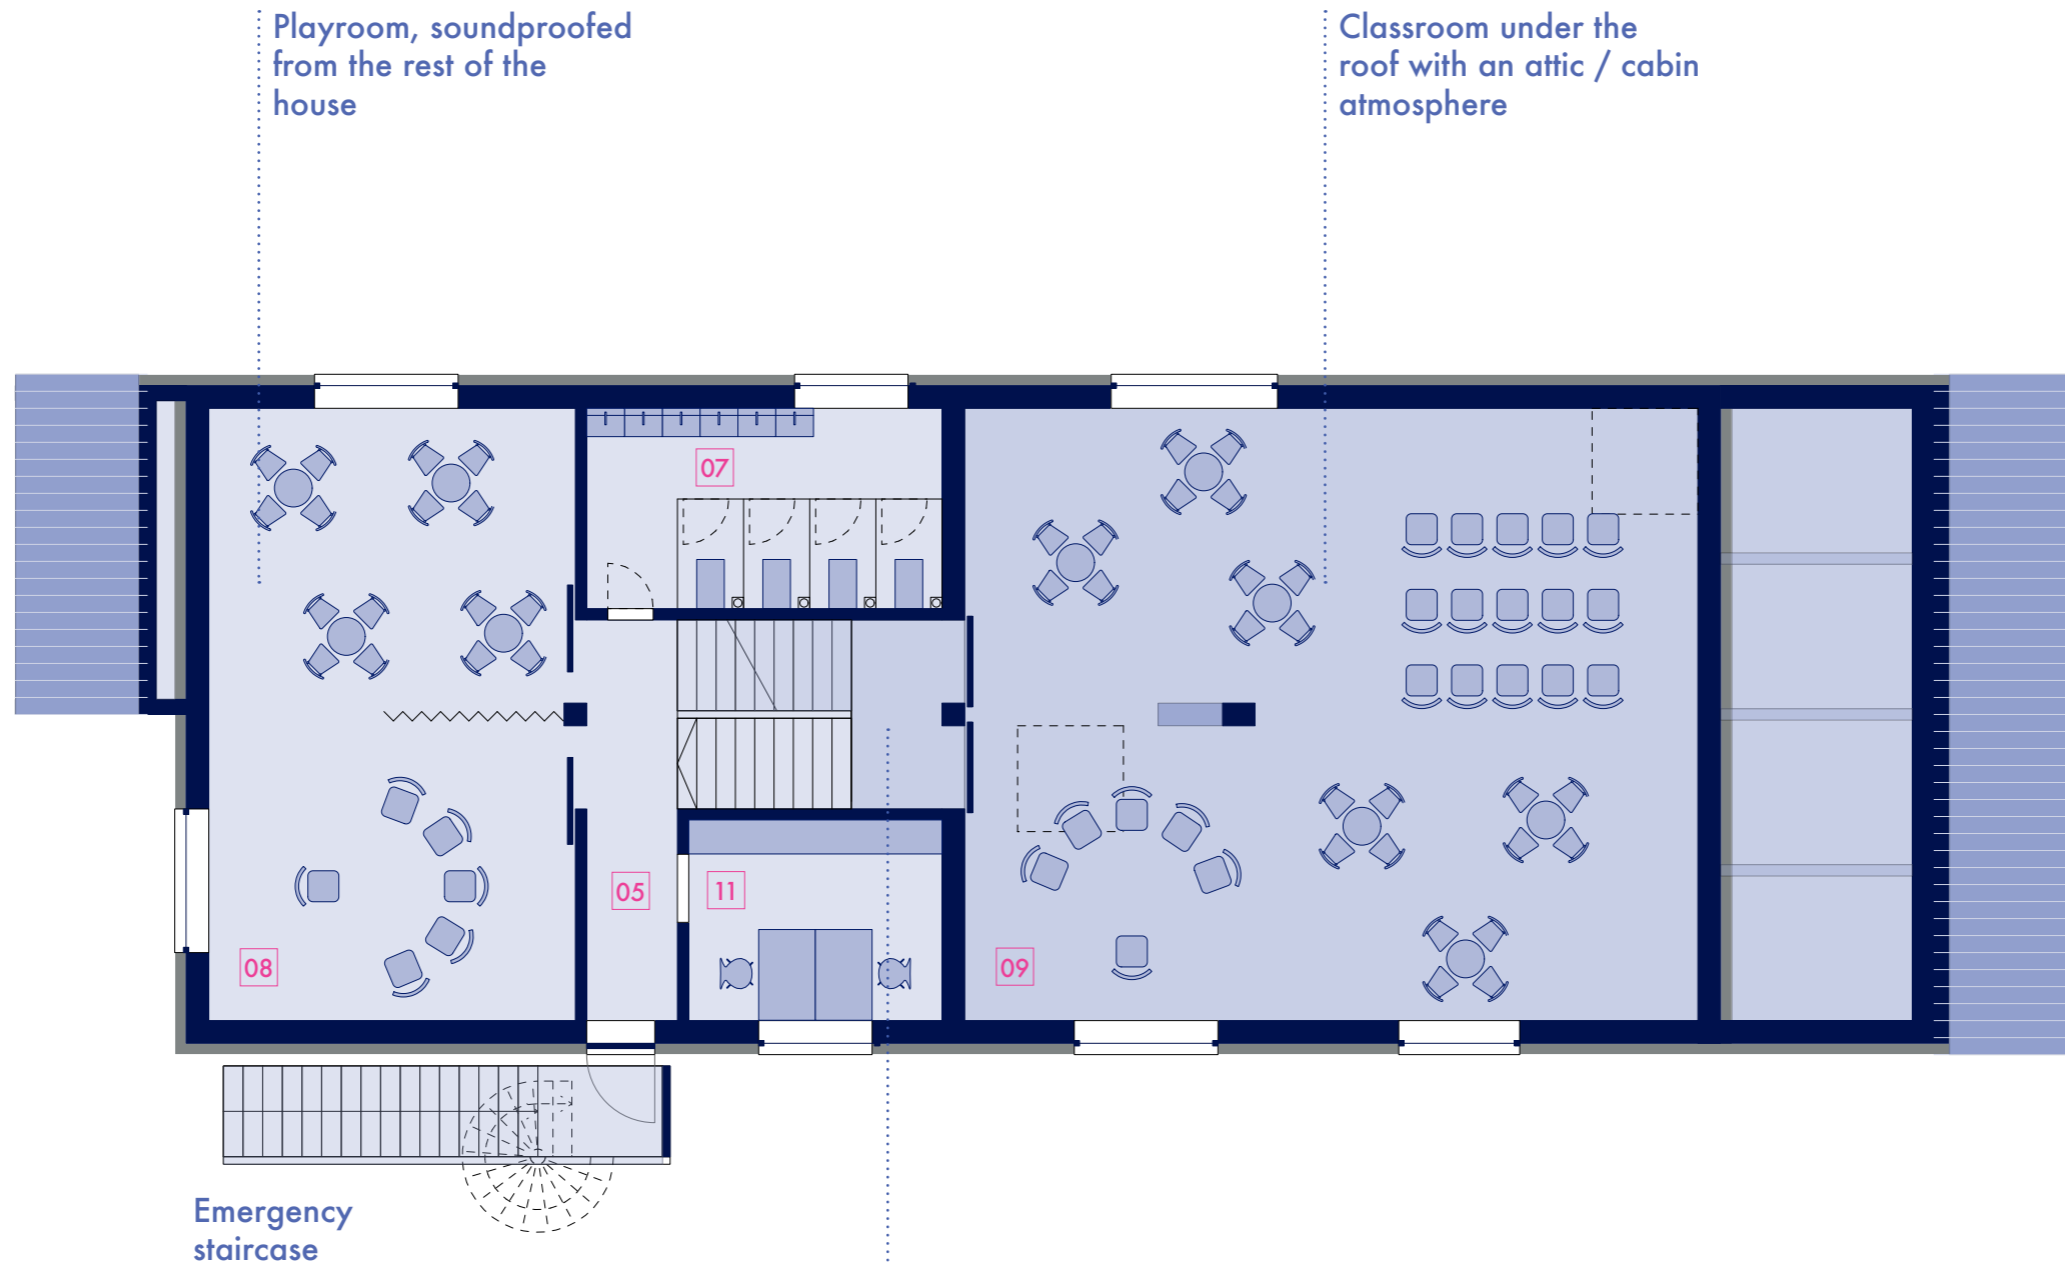 Playroom, soundproofed
from the rest of the
house
Classroom under the
roof with an attic / cabin
atmosphere
07
05
11
08
09
Emergency
staircase